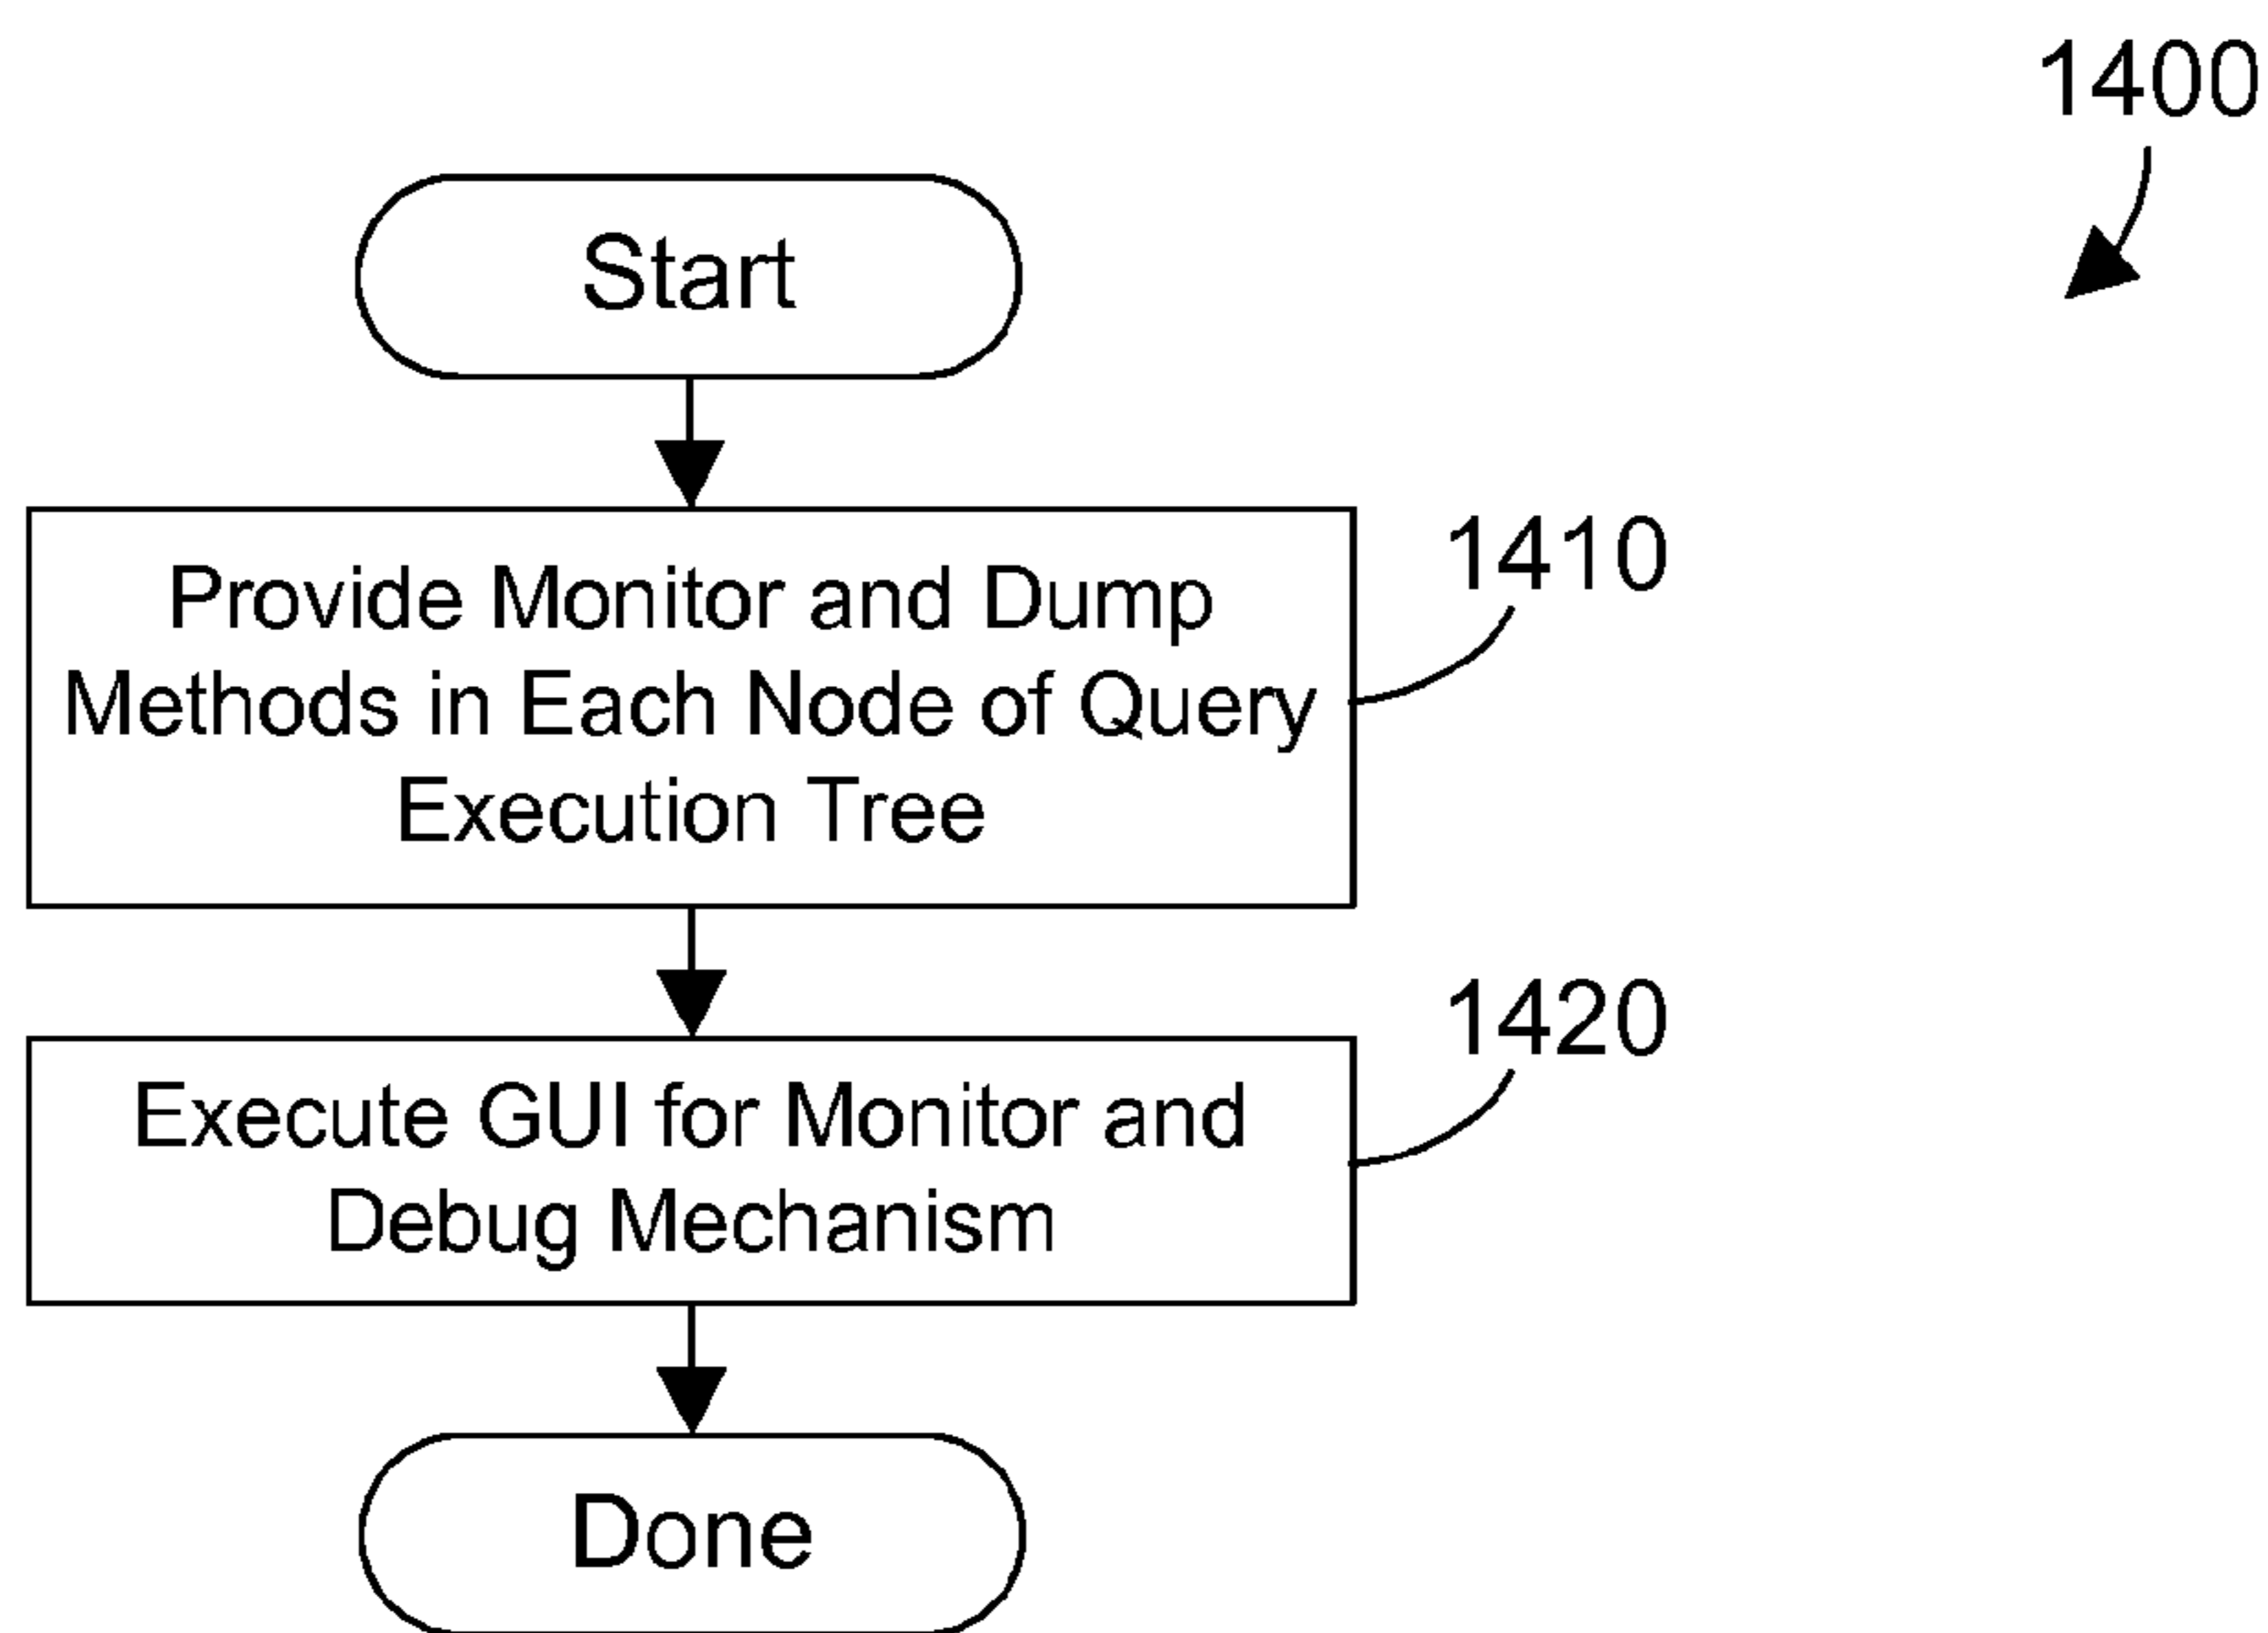 1400
Start
Provide Monitor and Dump
Methods in Each Node of Query
Execution Tree
1410
Execute GUI for Monitor and
Debug Mechanism
1420
Done